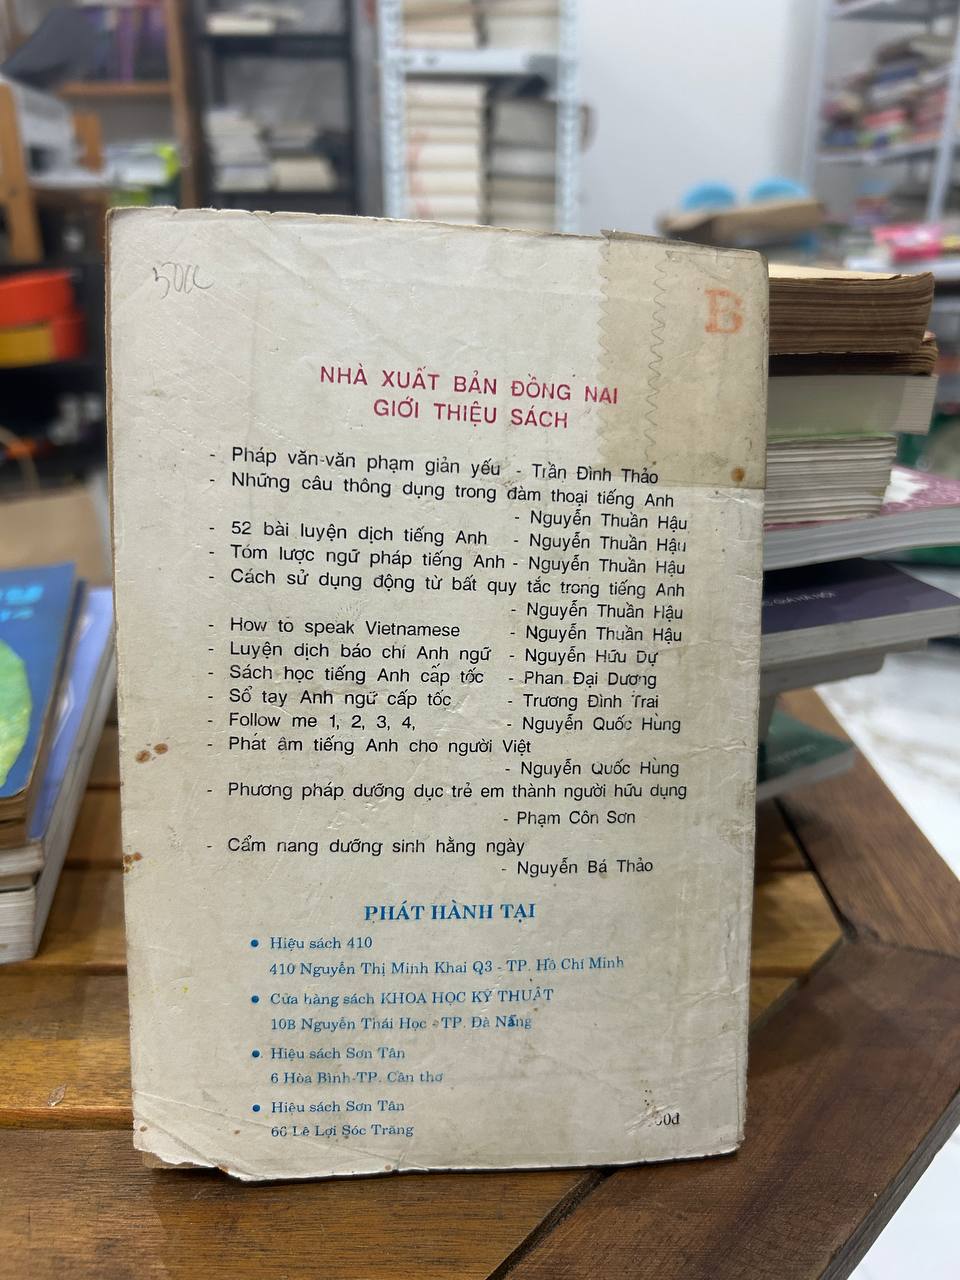 B
NHÀ XUẤT BẢN ĐỒNG NAI
GIỚI THIỆU SÁCH
- Pháp văn-văn phạm giản yếu - Trần Đình Thảo
- Những câu thông dụng trong đàm thoại tiếng Anh
- Nguyễn Thuần Hậu
- 52 bài luyện dịch tiếng Anh - Nguyễn Thuần Hậu
- Tóm lược ngữ pháp tiếng Anh - Nguyễn Thuần Hậu
- Cách sử dụng động từ bất quy tắc trong tiếng Anh
- Nguyễn Thuần Hậu
- How to speak Vietnamese - Nguyễn Thuần Hậu
- Luyện dịch báo chí Anh ngữ - Nguyễn Hữu Dự
- Sách học tiếng Anh cấp tốc - Phan Đại Dương
- Sổ tay Anh ngữ cấp tốc - Trương Đình Trai
- Follow me 1, 2, 3, 4, - Nguyễn Quốc Hùng
- Phát âm tiếng Anh cho người Việt
- Nguyễn Quốc Hùng
- Phương pháp dưỡng dục trẻ em thành người hữu dụng
- Phạm Côn Sơn
- Cẩm nang dưỡng sinh hằng ngày
- Nguyễn Bá Thảo
PHÁT HÀNH TẠI
• Hiệu sách 410
410 Nguyễn Thị Minh Khai Q3 - TP. Hồ Chí Minh
• Cửa hàng sách KHOA HỌC KỸ THUẬT
10B Nguyễn Thái Học - TP. Đà Nẵng
• Hiệu sách Sơn Tân
6 Hòa Bình-TP. Cần thơ
• Hiệu sách Sơn Tân
66 Lê Lợi Sóc Trăng